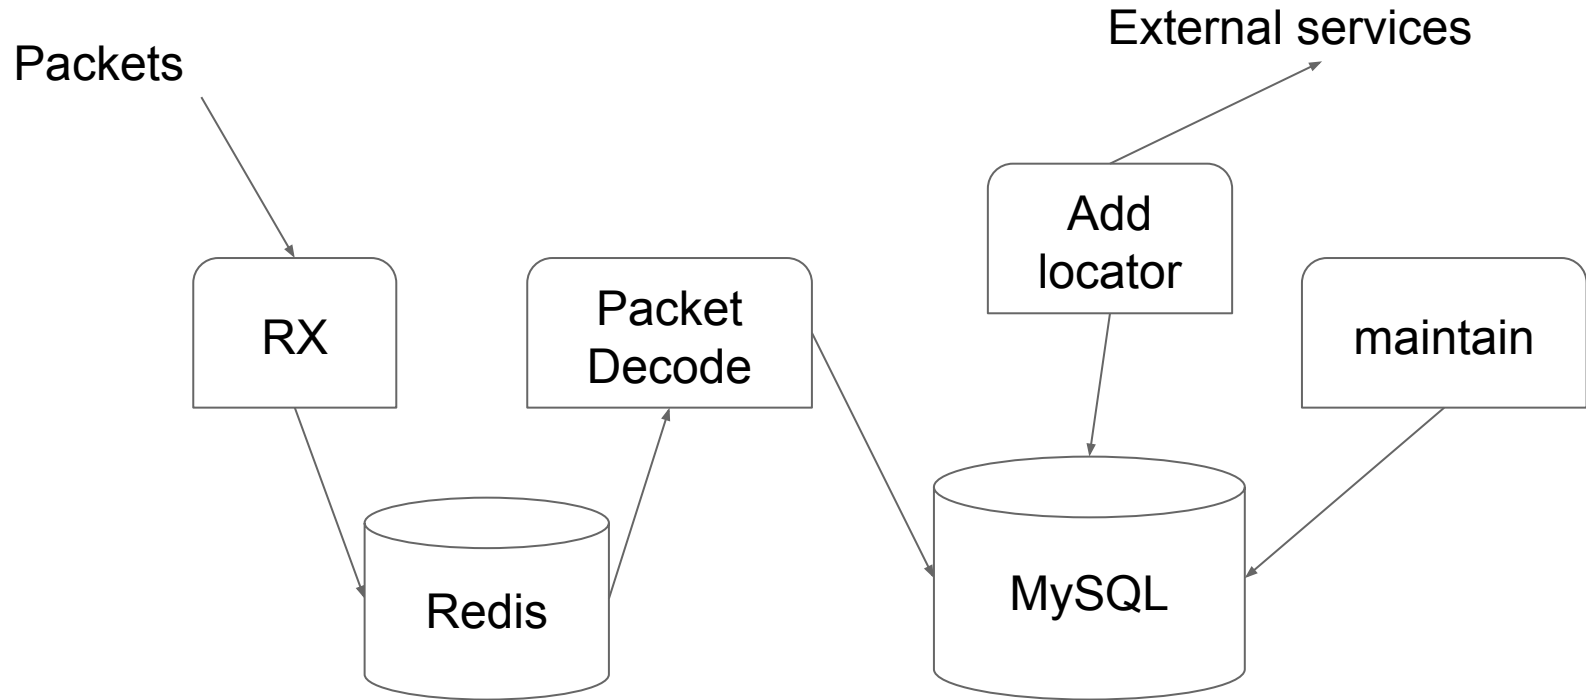 External services
Packets
Add
locator
RX
Packet
Decode
maintain
Redis
MySQL